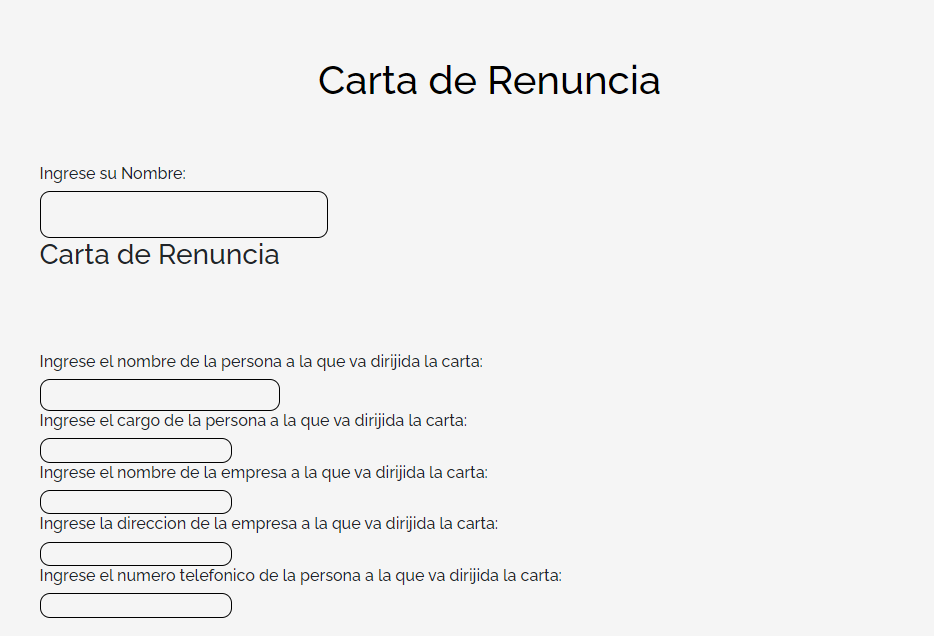 Carta de Renuncia
Ingrese su Nombre:
Carta de Renuncia
Ingrese el nombre de la persona a la que va dirijida la carta:
Ingrese el cargo de la persona a la que va dirijida la carta:
Ingrese el nombre de la empresa a la que va dirijida la carta:
Ingrese la direccion de la empresa a la que va dirijida la carta:
Ingrese el numero telefonico de la persona a la que va dirijida la carta: